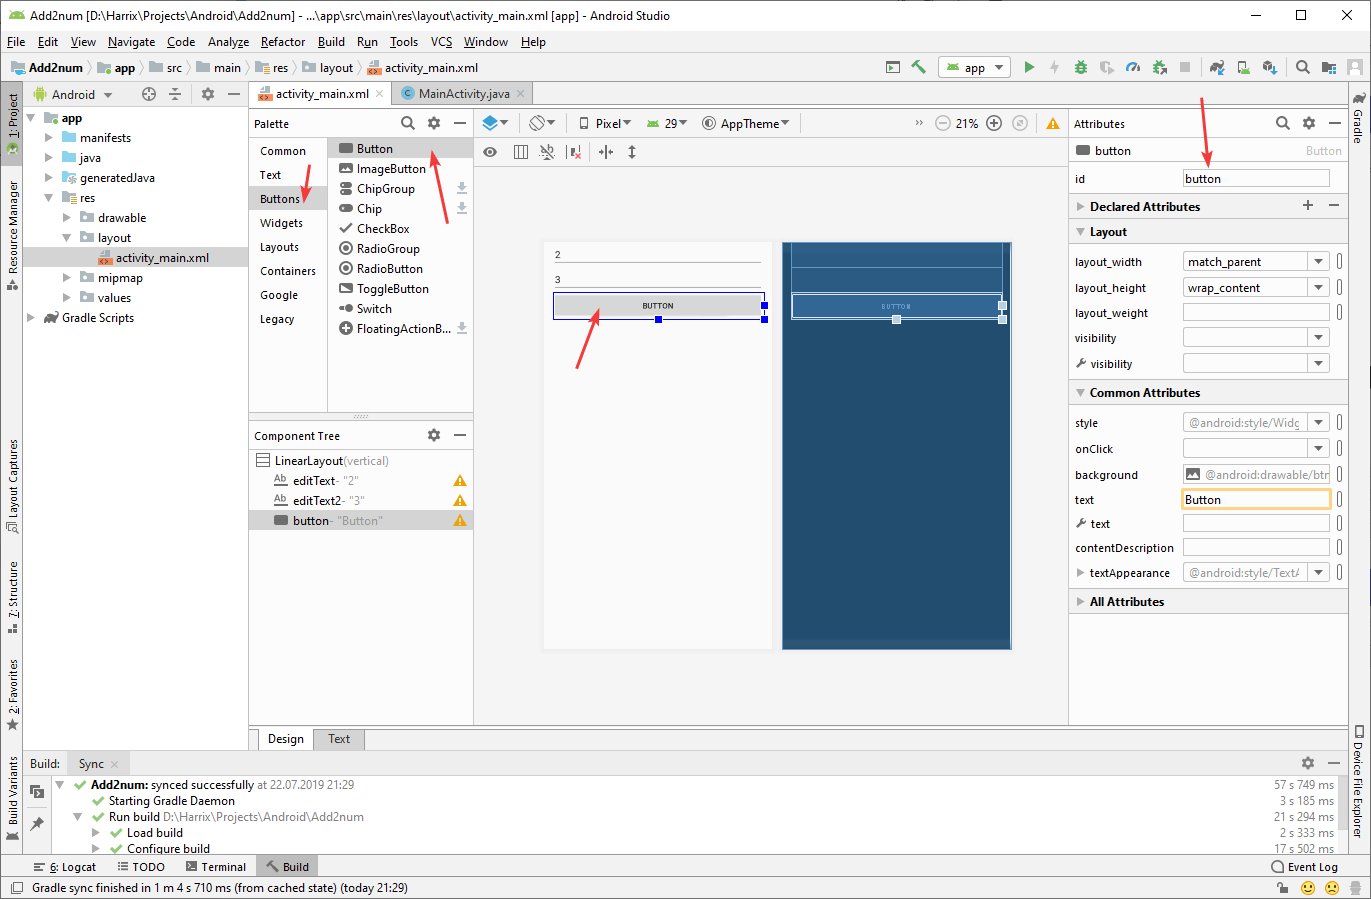 Add2num [D:\Harrix\Projects\Android\Add2num] - ...\app\src\main\res\layout\activity_main.xml [app] - Android Studio
File Edit View Navigate Code Analyze Refactor Build Run Tools VCS Window Help
Add2num app src main res layout activity_main.xml
app
1: Project
Resource Manager
Layout Captures
7: Structure
2: Favorites
Build Variants
Android
app
manifests
java
generatedJava
res
drawable
layout
activity_main.xml
mipmap
values
Gradle Scripts
activity_main.xml
MainActivity.java
Palette
Common
Text
Buttons
Widgets
Layouts
Containers
Google
Legacy
Button
ImageButton
ChipGroup
Chip
CheckBox
RadioGroup
RadioButton
ToggleButton
Switch
FloatingActionB...
Component Tree
LinearLayout(vertical)
Ab editText- "2"
Ab editText2- "3"
button- "Button"
Pixel 29 AppTheme » 21%
2
3
BUTTON
BUTTON
Design Text
Attributes
button Button
id button
Declared Attributes
Layout
layout_width match_parent
layout_height wrap_content
layout_weight
visibility
visibility
Common Attributes
style @android:style/Widg
onClick
background @android:drawable/btn
text Button
text
contentDescription
textAppearance @android:style/TextA
All Attributes
Gradle
Device File Explorer
Build: Sync
Add2num: synced successfully at 22.07.2019 21:29 57 s 749 ms
Starting Gradle Daemon 3 s 185 ms
Run build D:\Harrix\Projects\Android\Add2num 21 s 294 ms
Load build 2 s 333 ms
Configure build 17 s 502 ms
6: Logcat TODO Terminal Build Event Log
Gradle sync finished in 1 m 4 s 710 ms (from cached state) (today 21:29)